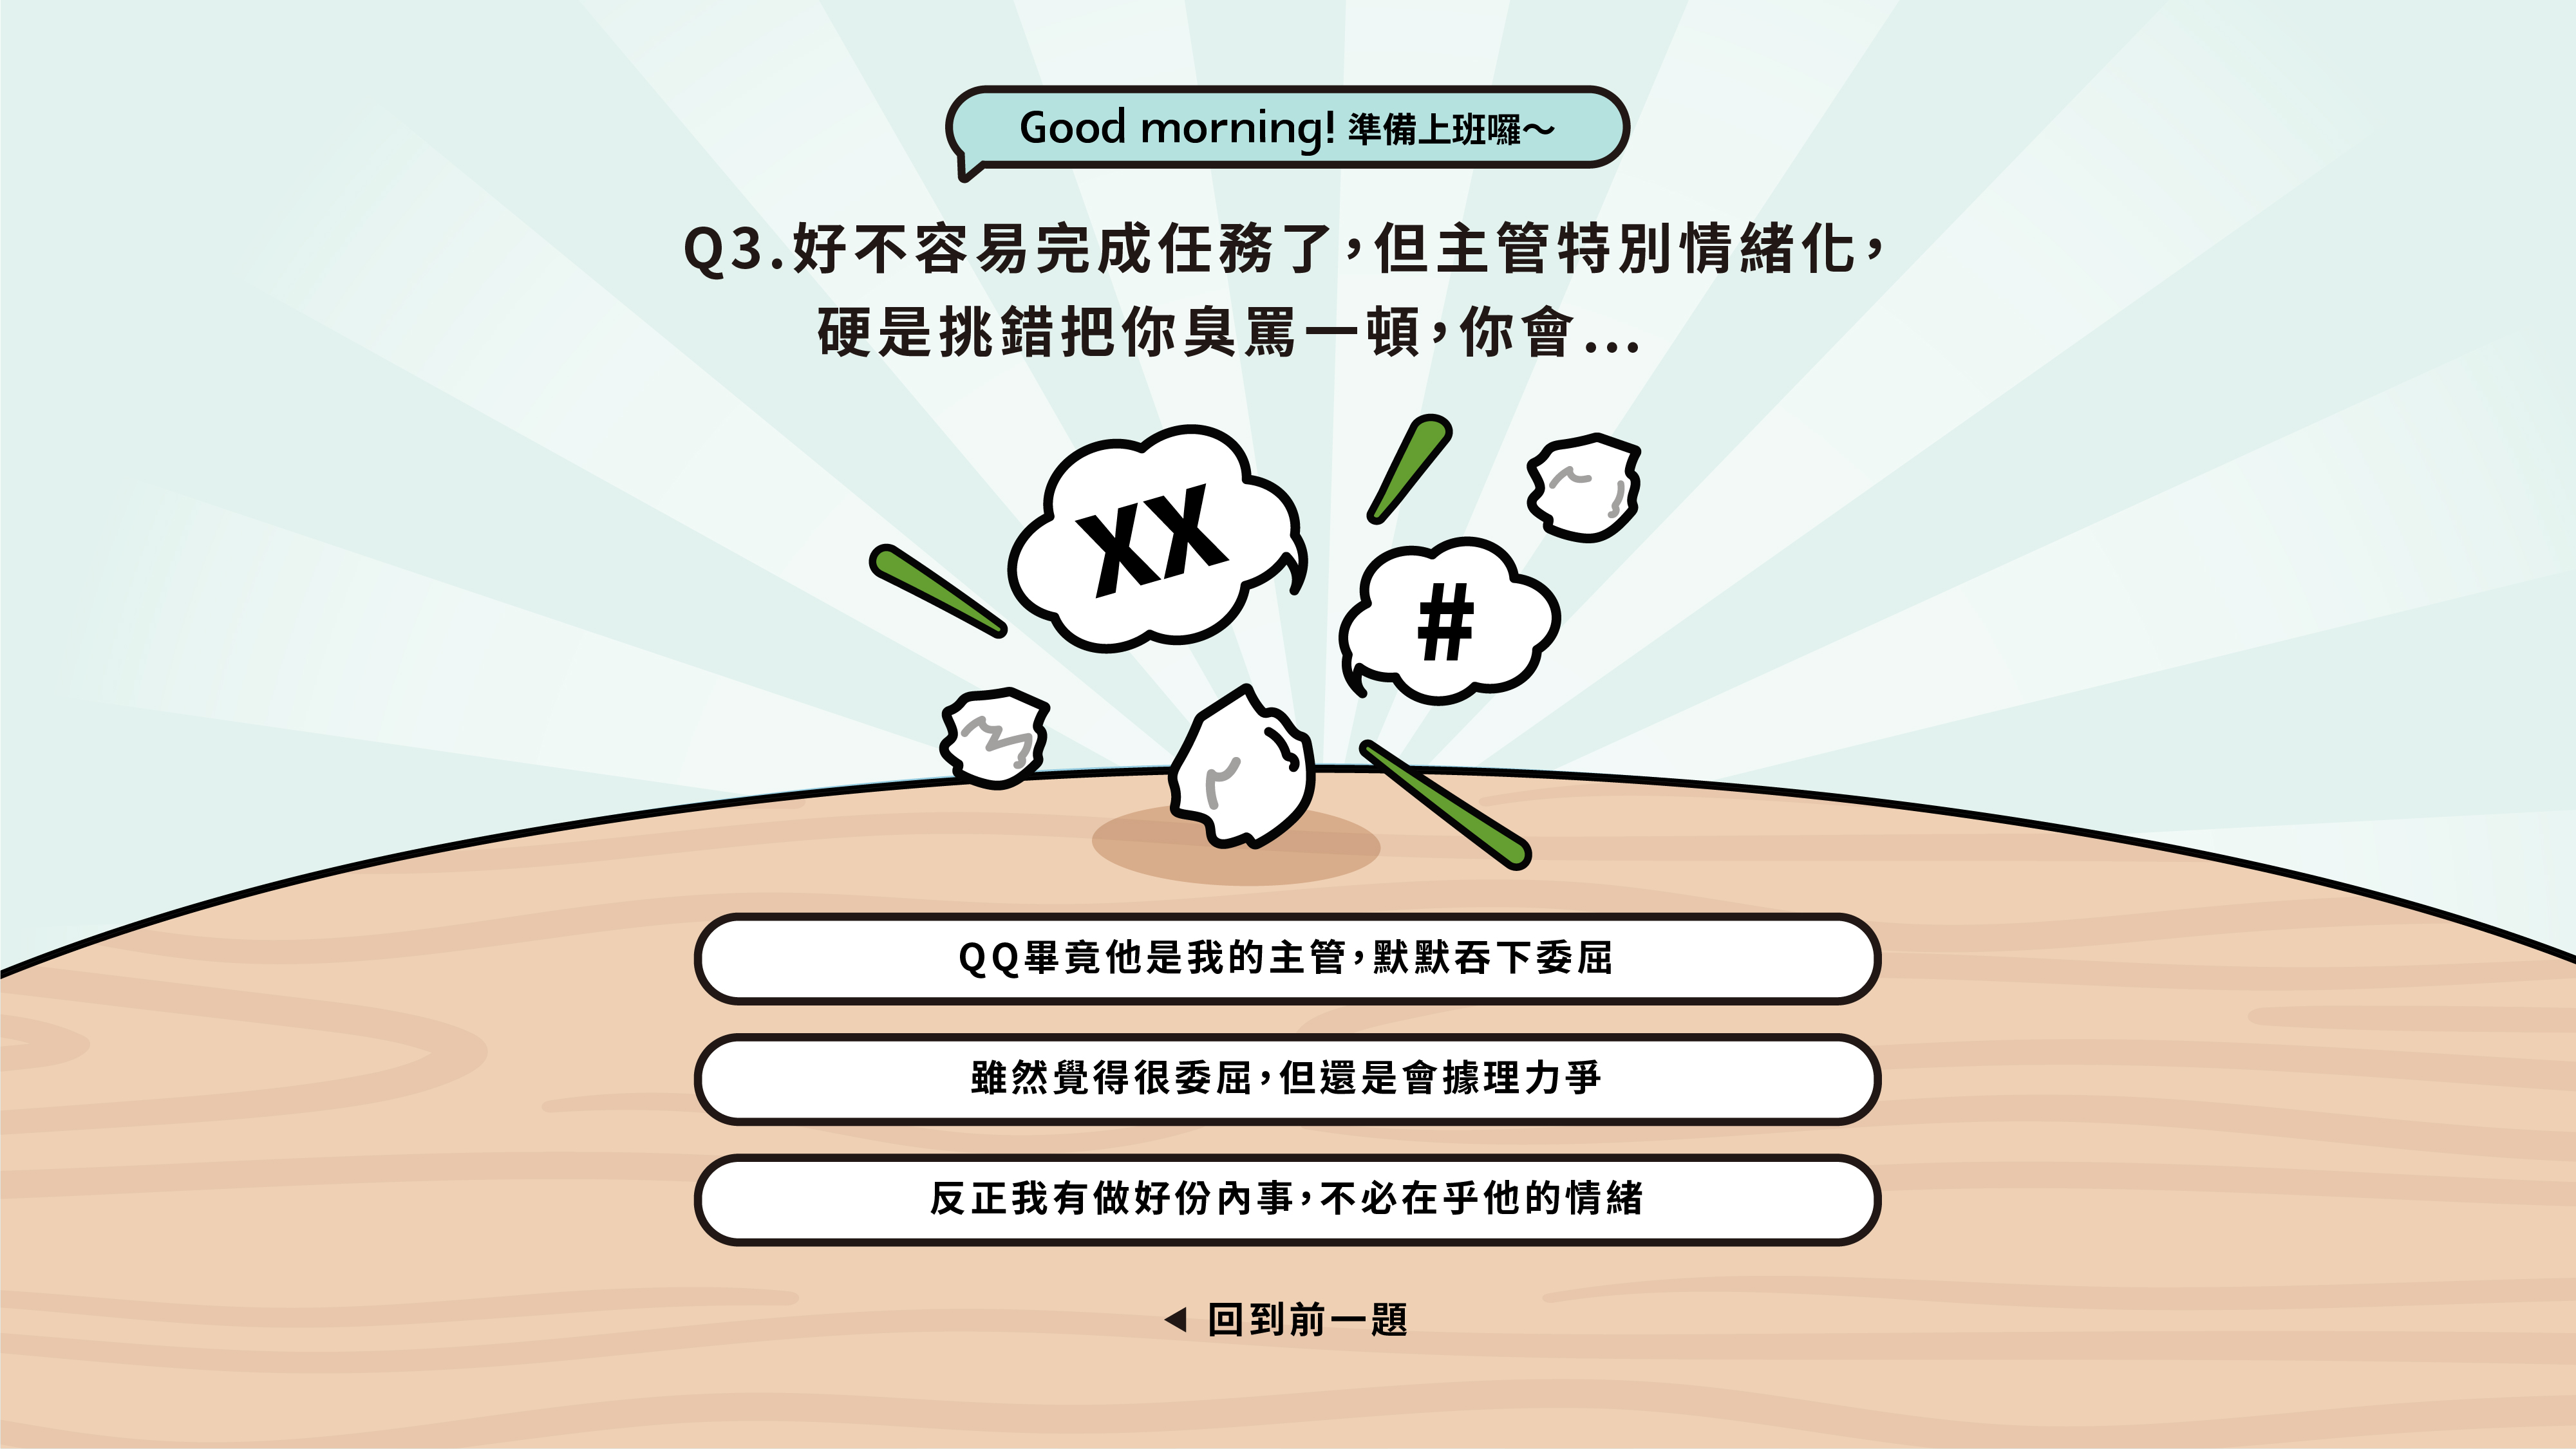 Good morning! 準備上班囉～
Q3.好不容易完成任務了，但主管特別情緒化，
硬是挑錯把你臭罵一頓，你會...
XX
#
QQ畢竟他是我的主管，默默吞下委屈
雖然覺得很委屈，但還是會據理力爭
反正我有做好份內事，不必在乎他的情緒
◀ 回到前一題